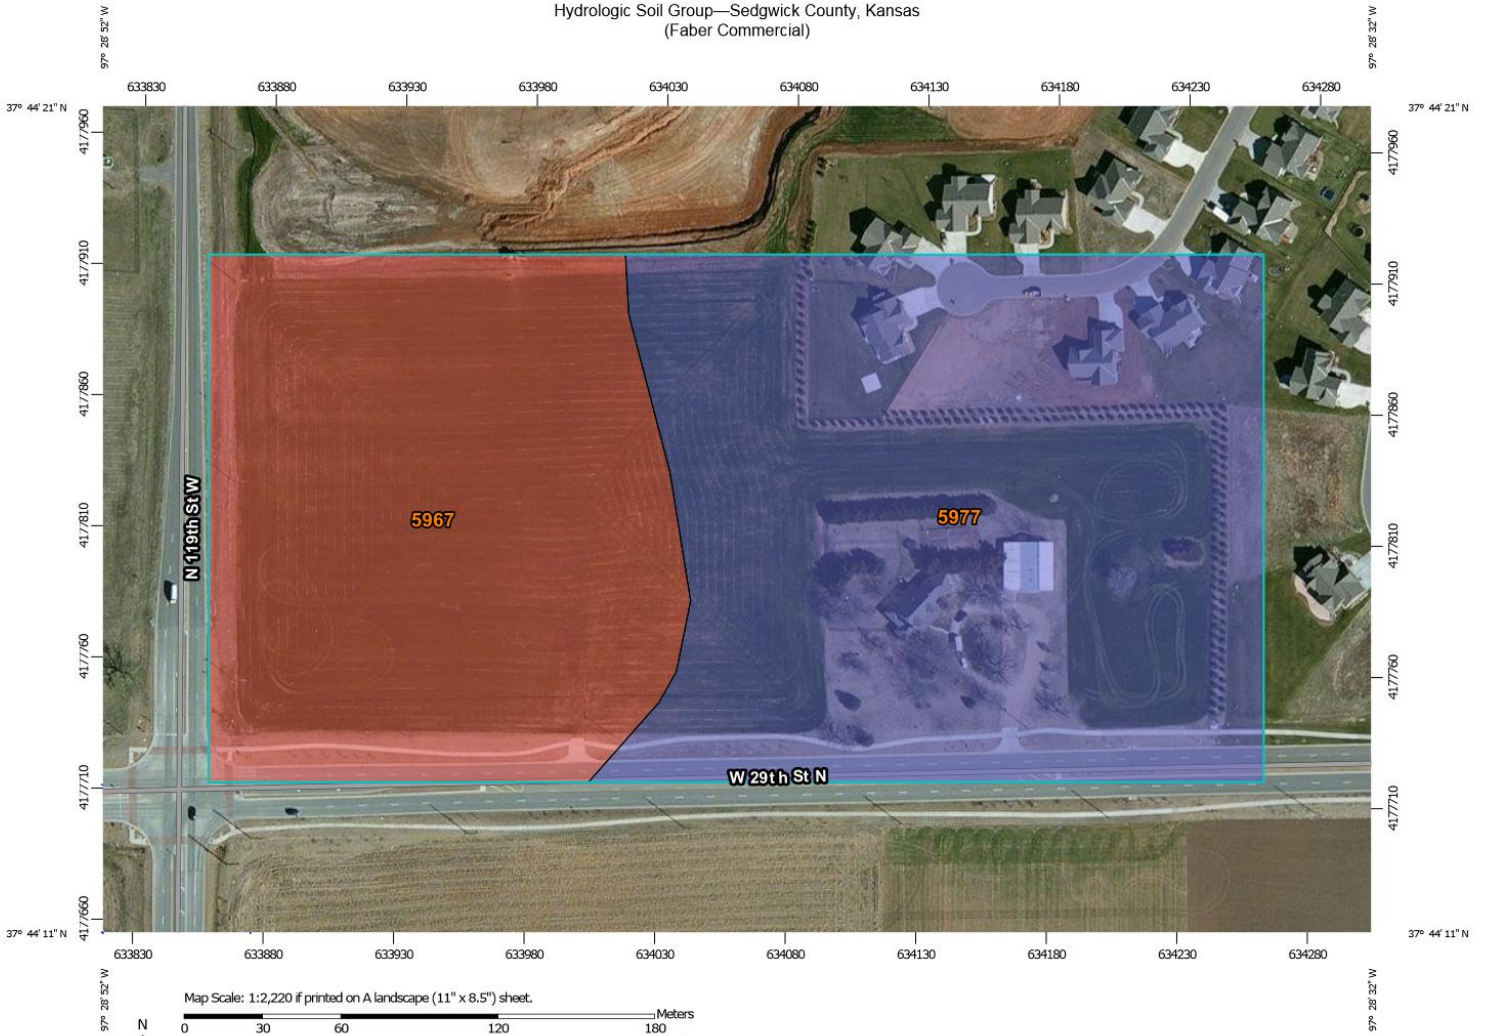 Hydrologic Soil Group—Sedgwick County, Kansas
(Faber Commercial)
97° 28' 52" W
97° 28' 32" W
633830 633880 633930 633980 634030 634080 634130 634180 634230 634280
37° 44' 21" N
37° 44' 21" N
4177960
4177960
4177910
4177910
4177860
4177860
4177810
4177810
4177760
4177760
4177710
4177710
4177660
N 119th St W
5967
5977
W 29th St N
37° 44' 11" N
37° 44' 11" N
633830 633880 633930 633980 634030 634080 634130 634180 634230 634280
97° 28' 52" W
97° 28' 32" W
Map Scale: 1:2,220 if printed on A landscape (11" x 8.5") sheet.
N
Meters
0 30 60 120 180